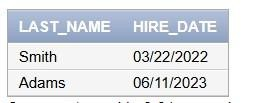 LAST_NAME HIRE_DATE
Smith 03/22/2022
Adams 06/11/2023